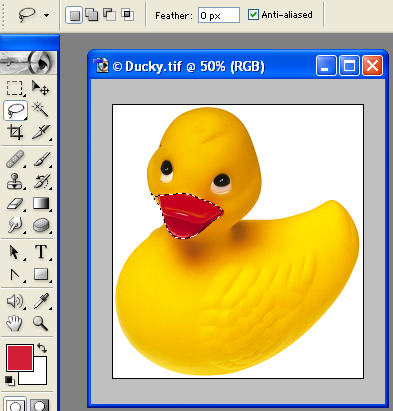 Feather: 0 px Anti-aliased
© Ducky.tif @ 50% (RGB)
T